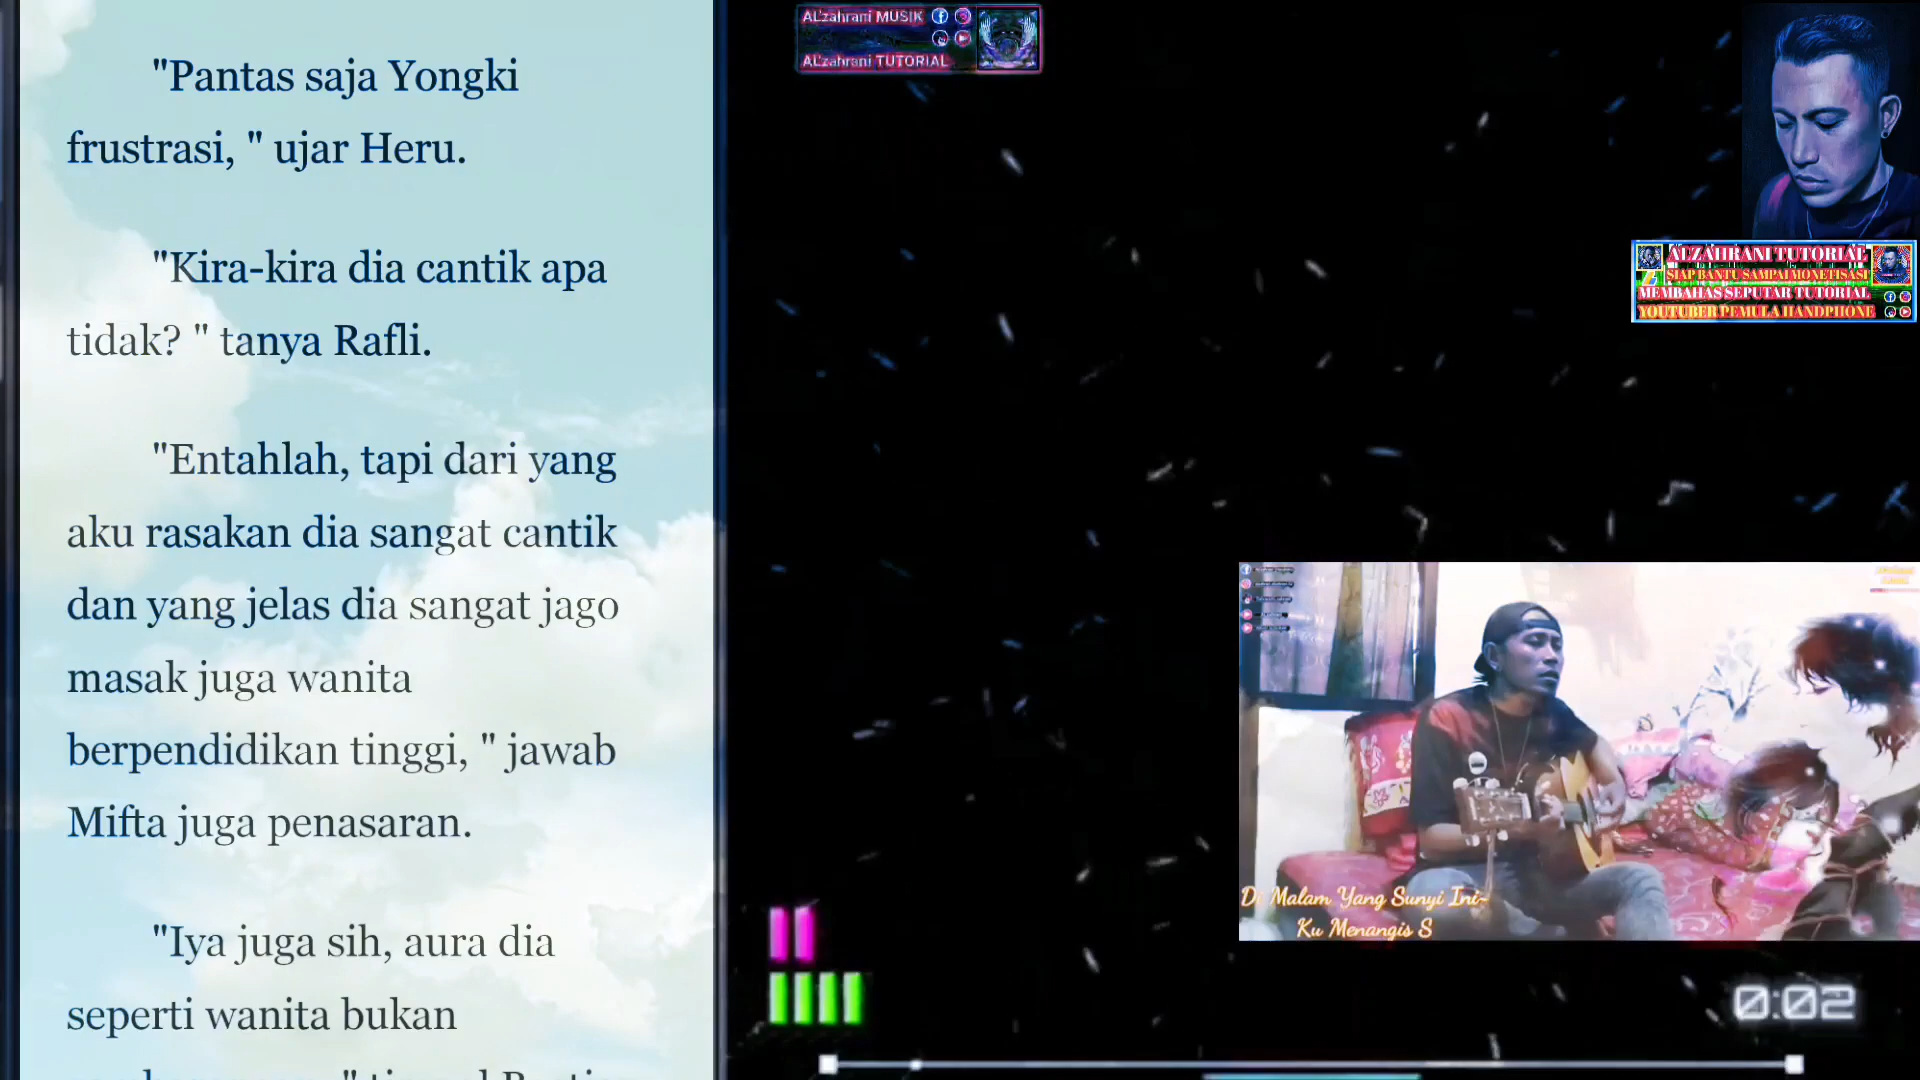 "Pantas saja Yongki
frustrasi, " ujar Heru.
"Kira-kira dia cantik apa
tidak? " tanya Rafli.
"Entahlah, tapi dari yang
aku rasakan dia sangat cantik
dan yang jelas dia sangat jago
masak juga wanita
berpendidikan tinggi, " jawab
Mifta juga penasaran.
"Iya juga sih, aura dia
seperti wanita bukan
AL'zahrani MUSIK
AL'zahrani TUTORIAL
ALZAHRANI TUTORIAL
SIAP BANTU SAMPAI MONETISASI
MEMBAHAS SEPUTAR TUTORIAL
YOUTUBER PEMULA HANDPHONE
Di Malam Yang Sunyi Ini~
Ku Menangis S
0:02